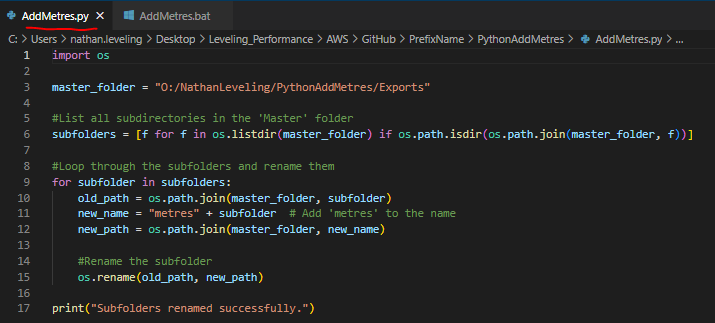 AddMetres.py X AddMetres.bat
C: > Users > nathan.leveling > Desktop > Leveling_Performance > AWS > GitHub > PrefixName > PythonAddMetres > AddMetres.py > ...
1 import os
2
3 master_folder = "O:/NathanLeveling/PythonAddMetres/Exports"
4
5 #List all subdirectories in the 'Master' folder
6 subfolders = [f for f in os.listdir(master_folder) if os.path.isdir(os.path.join(master_folder, f))]
7
8 #Loop through the subfolders and rename them
9 for subfolder in subfolders:
10     old_path = os.path.join(master_folder, subfolder)
11     new_name = "metres" + subfolder  # Add 'metres' to the name
12     new_path = os.path.join(master_folder, new_name)
13
14     #Rename the subfolder
15     os.rename(old_path, new_path)
16
17 print("Subfolders renamed successfully.")